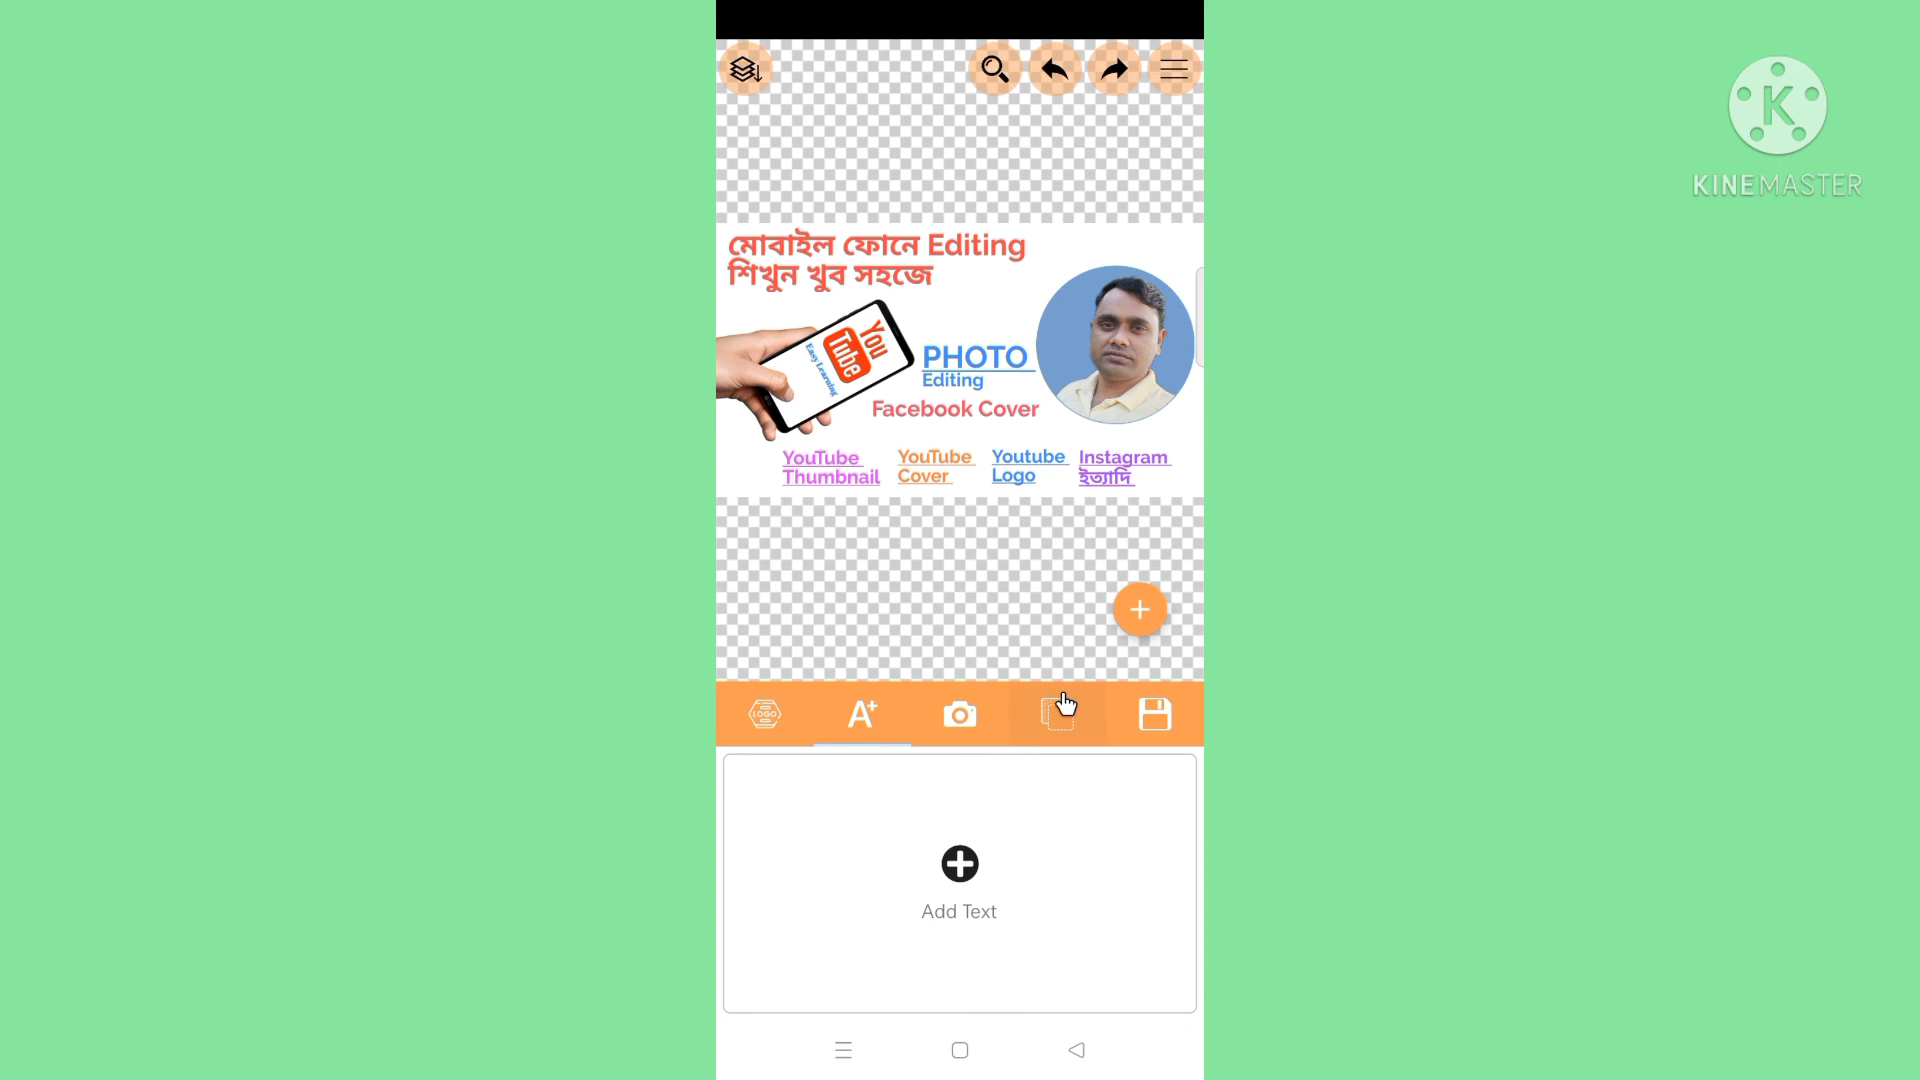 KINEMASTER
মোবাইল ফোনে Editing
শিখুন খুব সহজে
You
Tube
Easy Learning
PHOTO
Editing
Facebook Cover
YouTube
Thumbnail
YouTube
Cover
Youtube
Logo
Instagram
ইত্যাদি
LOGO
Add Text